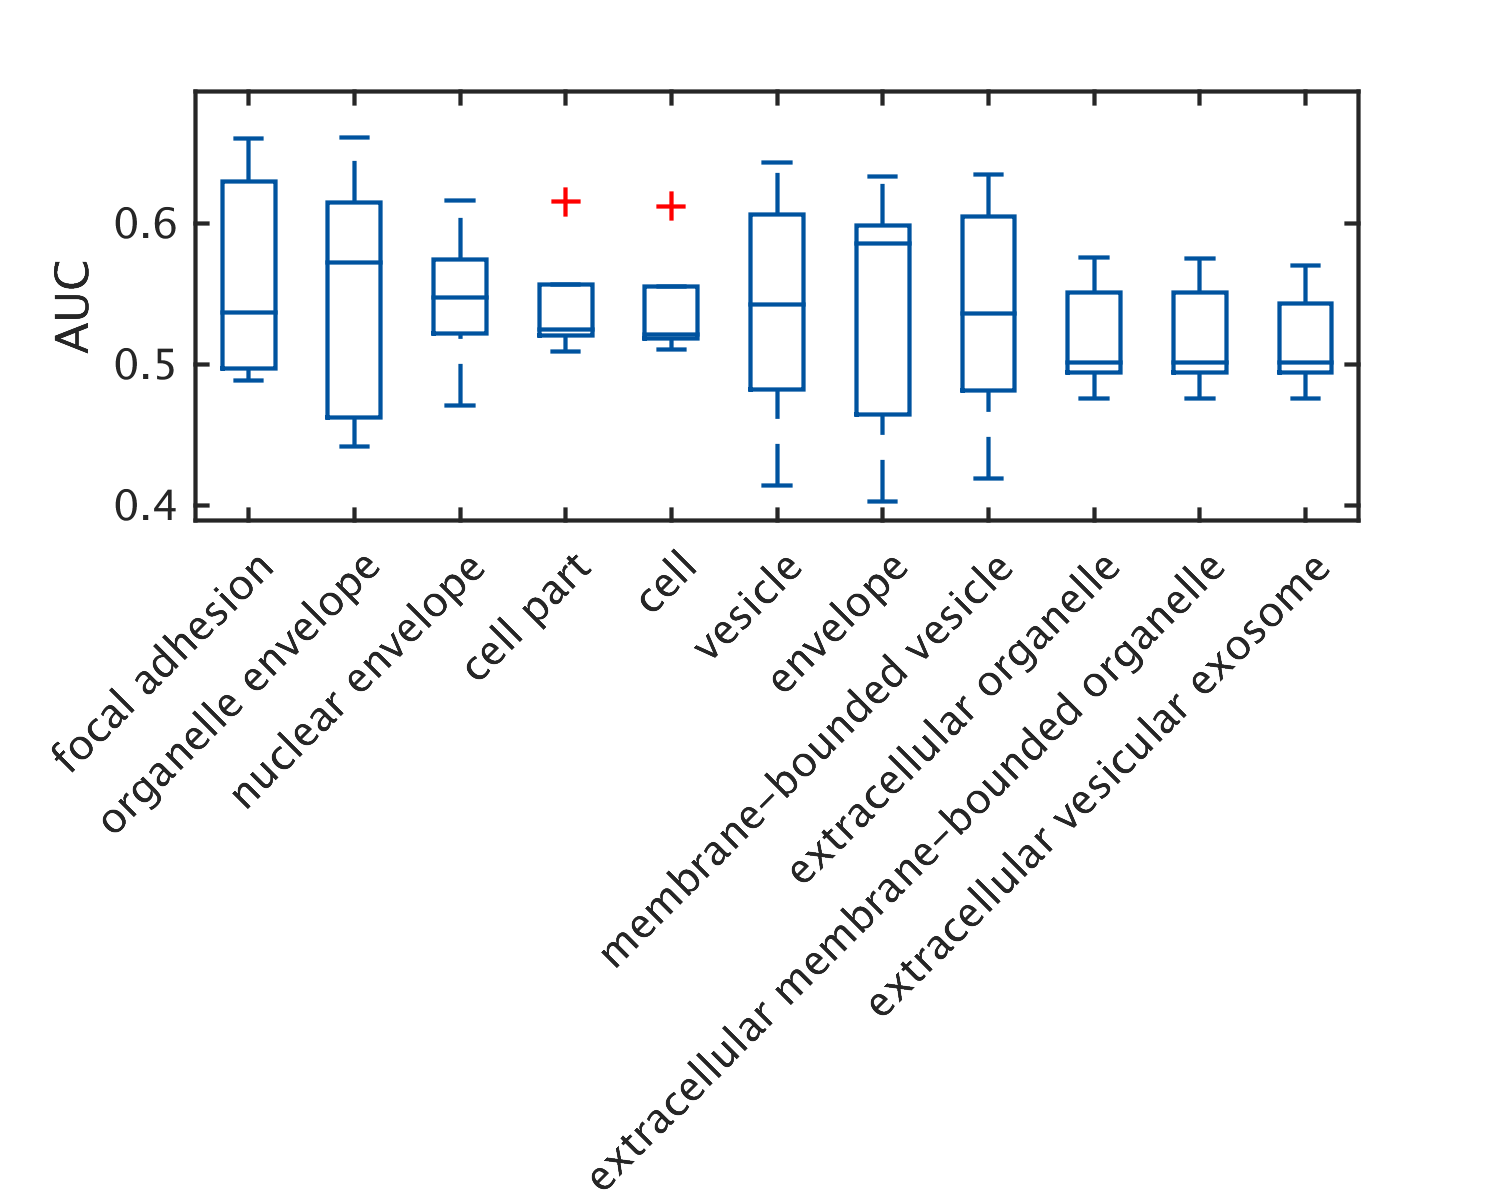 AUC
0.6
0.5
0.4
focal adhesion
organelle envelope
nuclear envelope
cell part
cell
vesicle
envelope
membrane–bounded vesicle
extracellular organelle
extracellular membrane–bounded organelle
extracellular vesicular exosome